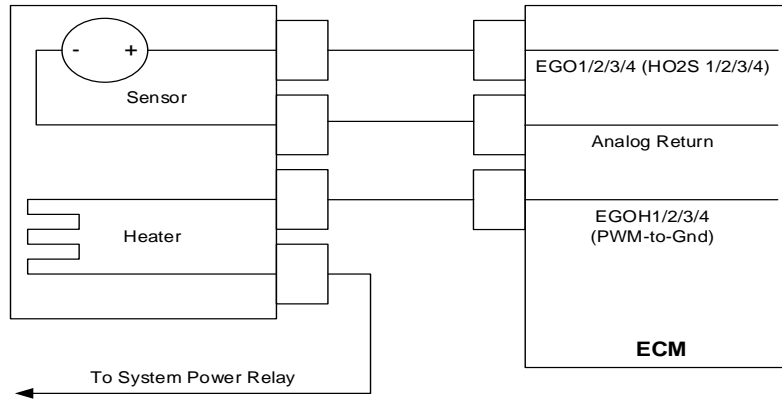 - +
EGO1/2/3/4 (HO2S 1/2/3/4)
Sensor
Analog Return
Heater
EGOH1/2/3/4
(PWM-to-Gnd)
ECM
To System Power Relay